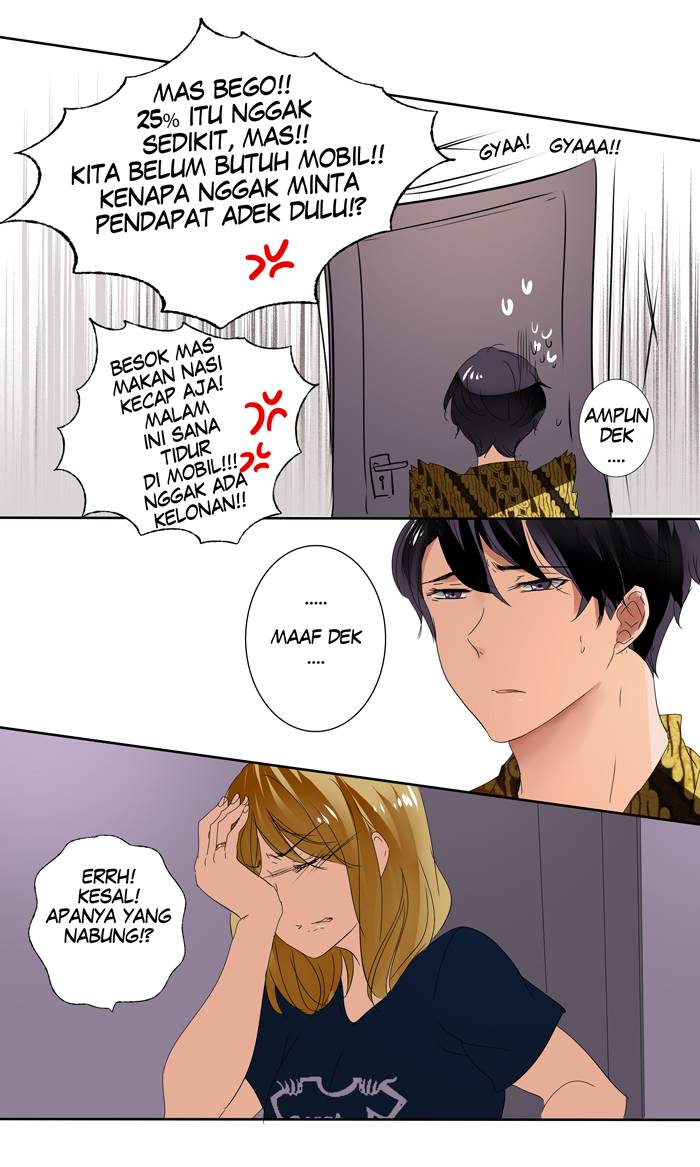 MAS BEGO!!
25% ITU NGGAK
SEDIKIT, MAS!!
KITA BELUM BUTUH MOBIL!!
KENAPA NGGAK MINTA
PENDAPAT ADEK DULU!?
GYAA! GYAAA!!
BESOK MAS
MAKAN NASI
KECAP AJA!
MALAM
INI SANA
TIDUR
DI MOBIL!!!
NGGAK ADA
KELONAN!!
AMPUN
DEK
....
.....
MAAF DEK
....
ERRH!
KESAL!
APANYA YANG
NABUNG!?